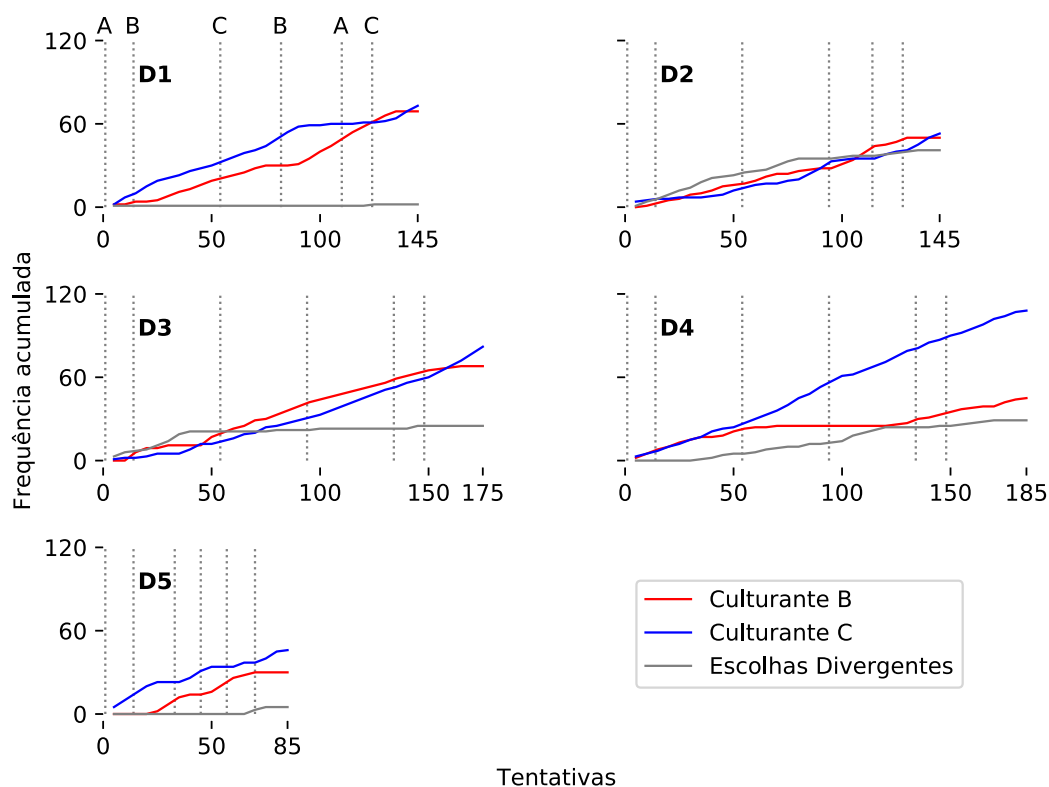 A B C B A C
120
D1
D2
60
0
0 50 100 145
0 50 100 145
Frequência acumulada
120
D3
D4
60
0
0 50 100 150 175
0 50 100 150 185
120
D5
60
0
0 50 85
Culturante B
Culturante C
Escolhas Divergentes
Tentativas